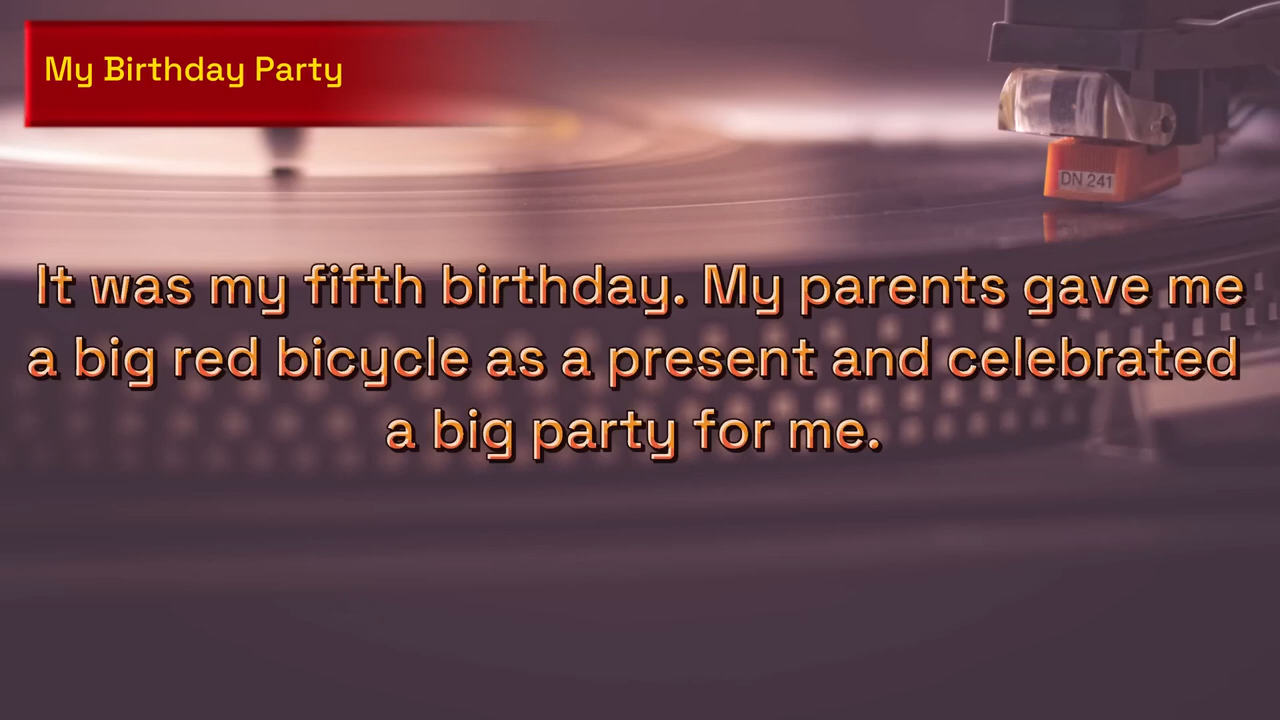 My Birthday Party
DN 241
It was my fifth birthday. My parents gave me
a big red bicycle as a present and celebrated
a big party for me.